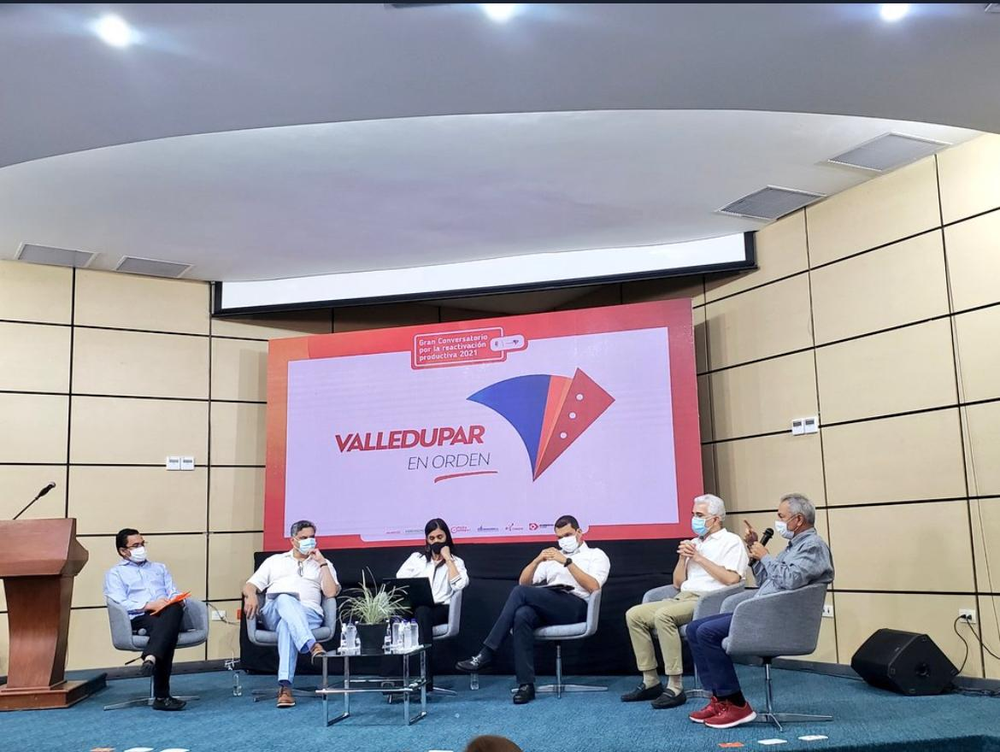 Gran Conversatorio
por la reactivación
productiva 2021
VALLEDUPAR
EN ORDEN